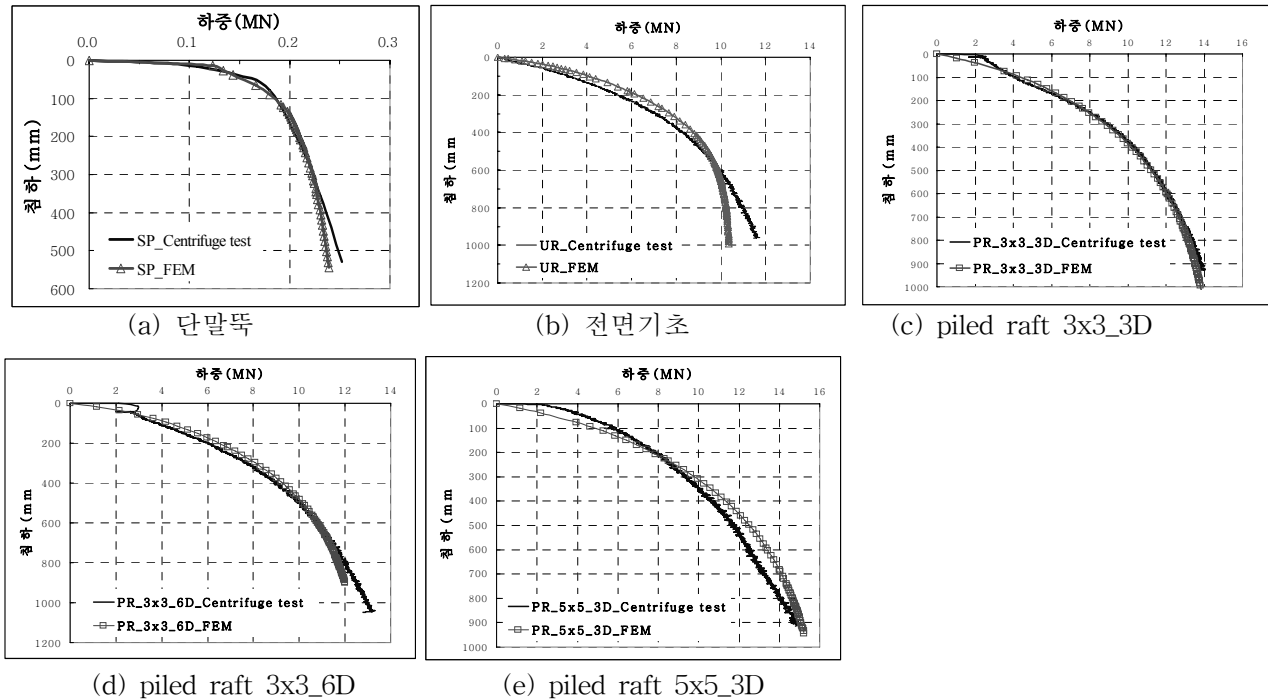 하중(MN)
0.0 0.1 0.2 0.3
0
100
200
300
400
500
600
침하(mm)
SP_Centrifuge test
SP_FEM
(a) 단말뚝
하중(MN)
0 2 4 6 8 10 12 14
0
200
400
600
800
1000
1200
침하(mm
UR_Centrifuge test
UR_FEM
(b) 전면기초
하중(MN)
0 2 4 6 8 10 12 14 16
0
100
200
300
400
500
600
700
800
900
1000
침하(mm
PR_3x3_3D_Centrifuge test
PR_3x3_3D_FEM
(c) piled raft 3x3_3D
하중(MN)
0 2 4 6 8 10 12 14
0
200
400
600
800
1000
1200
침하(mm
PR_3x3_6D_Centrifuge test
PR_3x3_6D_FEM
(d) piled raft 3x3_6D
하중(MN)
0 2 4 6 8 10 12 14 16
0
100
200
300
400
500
600
700
800
900
1000
침하(mm
PR_5x5_3D_Centrifuge test
PR_5x5_3D_FEM
(e) piled raft 5x5_3D